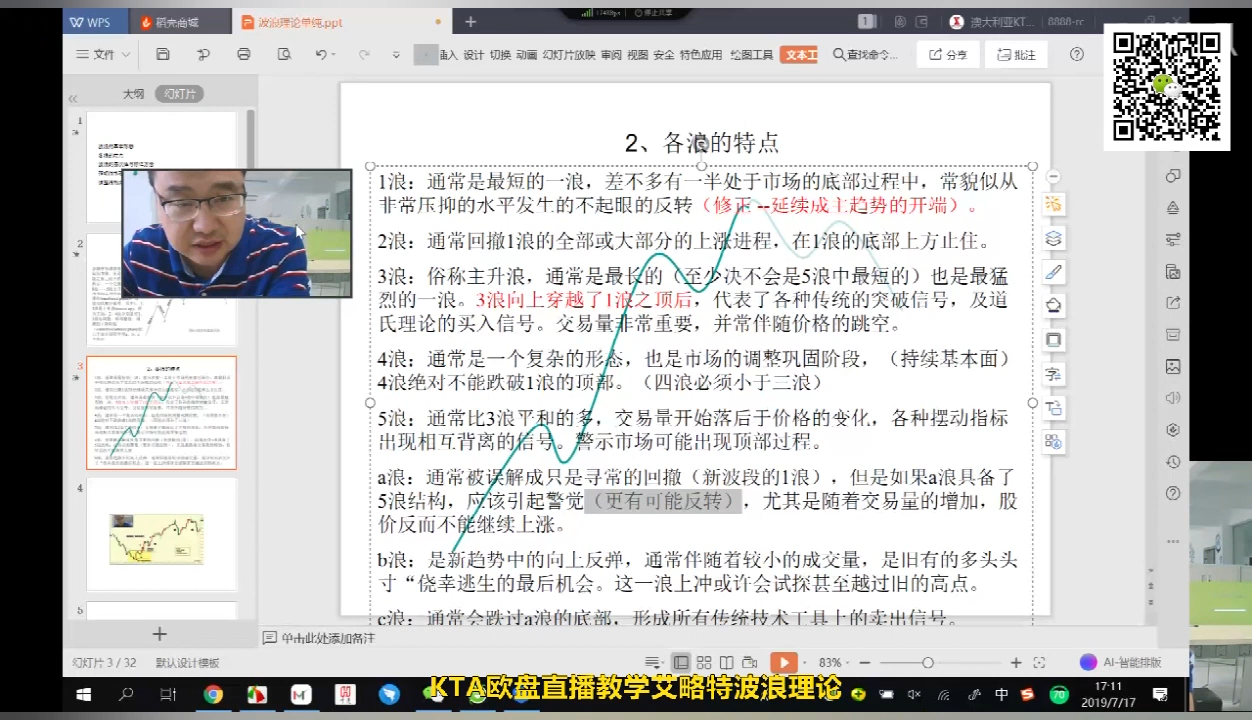 WPS
稻壳商城
波浪理论单纯.ppt
+
1
澳大利亚KT...
8888-rc
文件
插入 设计 切换 动画 幻灯片放映 审阅 视图 安全 特色应用 绘图工具 文本工
查找命令...
分享
批注
大纲
幻灯片
1
2
3
4
5
2、各浪的特点
1浪：通常是最短的一浪，差不多有一半处于市场的底部过程中，常貌似从
非常压抑的水平发生的不起眼的反转（修正 --延续成主趋势的开端）。
2浪：通常回撤1浪的全部或大部分的上涨进程，在1浪的底部上方止住。
3浪：俗称主升浪，通常是最长的（至少决不会是5浪中最短的）也是最猛
烈的一浪。3浪向上穿越了1浪之顶后，代表了各种传统的突破信号，及道
氏理论的买入信号。交易量非常重要，并常伴随价格的跳空。
4浪：通常是一个复杂的形态，也是市场的调整巩固阶段，（持续基本面）
4浪绝对不能跌破1浪的顶部。（四浪必须小于三浪）
5浪：通常比3浪平和的多，交易量开始落后于价格的变化，各种摆动指标
出现相互背离的信号。警示市场可能出现顶部过程。
a浪：通常被误解成只是寻常的回撤（新波段的1浪），但是如果a浪具备了
5浪结构，应该引起警觉（更有可能反转），尤其是随着交易量的增加，股
价反而不能继续上涨。
b浪：是新趋势中的向上反弹，通常伴随着较小的成交量，是旧有的多头头
寸“侥幸逃生的最后机会。这一浪上冲或许会试探甚至越过旧的高点。
c浪：通常会跌过a浪的底部，形成所有传统技术工具上的卖出信号。
单击此处添加备注
幻灯片 3 / 32
默认设计模板
83%
AI-智能排版
KTA欧盘直播教学艾略特波浪理论
中
70
17:11
2019/7/17